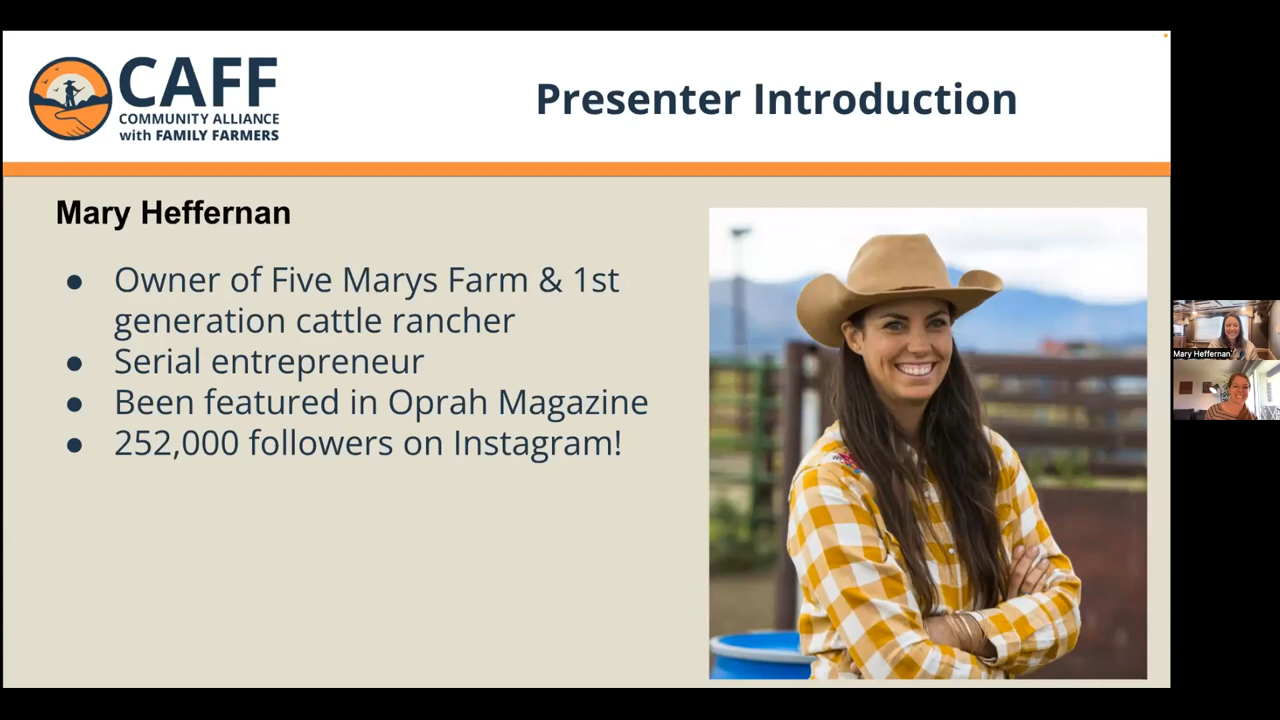 CAFF
COMMUNITY ALLIANCE
with FAMILY FARMERS
Presenter Introduction
Mary Heffernan
● Owner of Five Marys Farm & 1st
generation cattle rancher
● Serial entrepreneur
● Been featured in Oprah Magazine
● 252,000 followers on Instagram!
Mary Heffernan